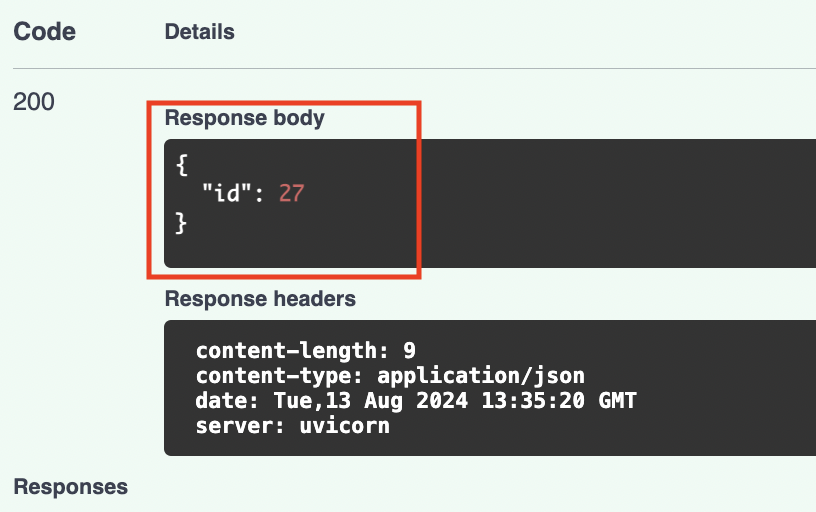 Code Details
200
Response body
{
"id": 27
}
Response headers
content-length: 9
content-type: application/json
date: Tue,13 Aug 2024 13:35:20 GMT
server: uvicorn
Responses